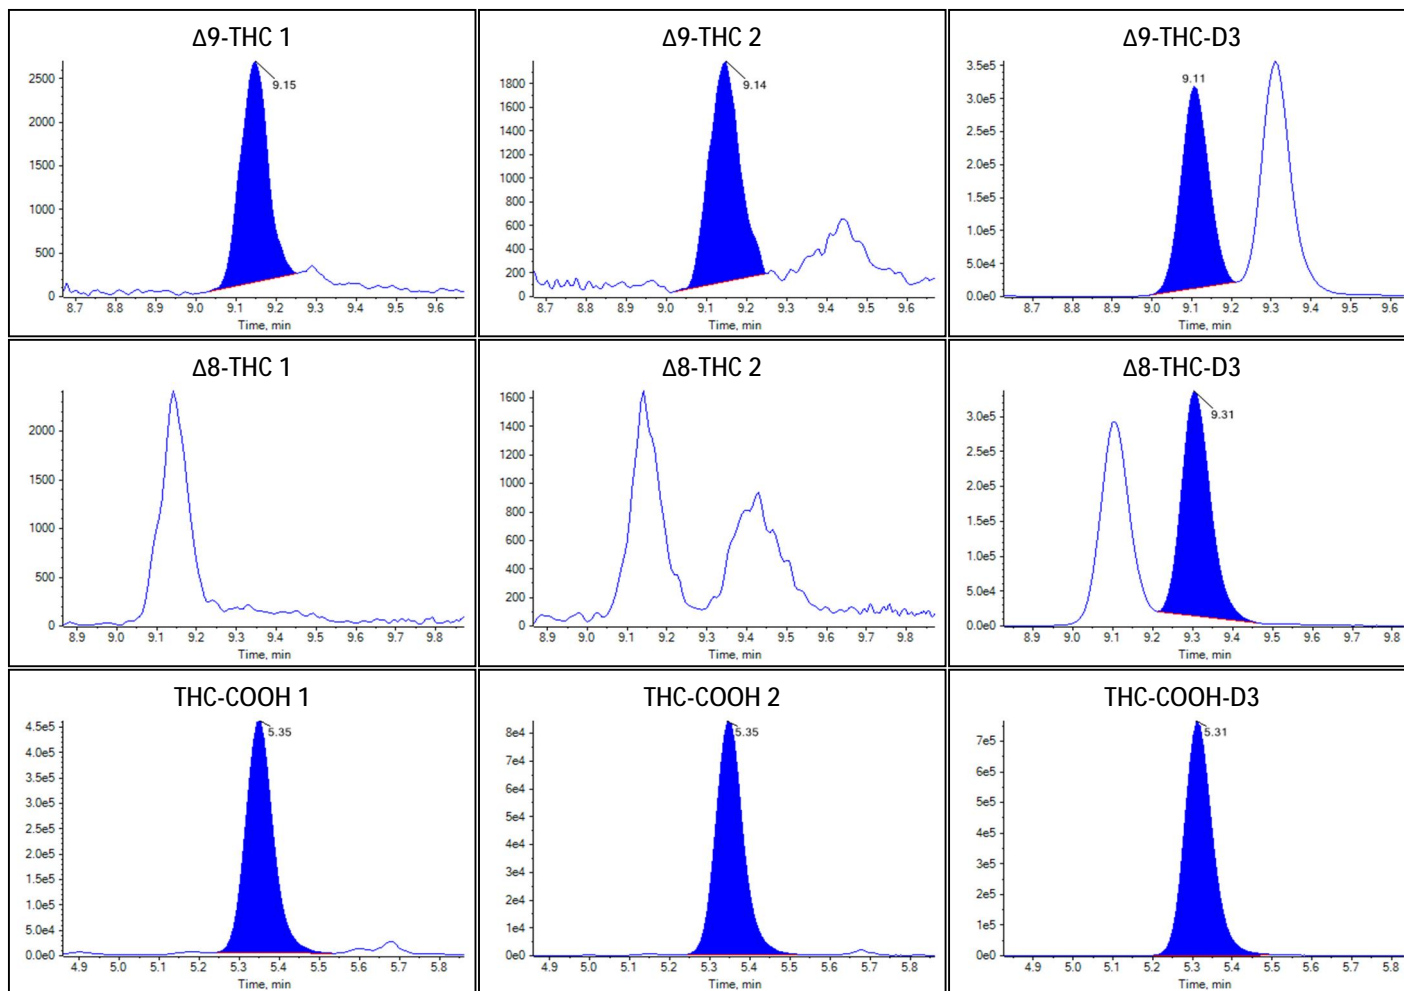 Δ9-THC 1
2500
2000
1500
1000
500
0
9.15
8.7 8.8 8.9 9.0 9.1 9.2 9.3 9.4 9.5 9.6
Time, min
Δ9-THC 2
1800
1600
1400
1200
1000
800
600
400
200
0
9.14
8.7 8.8 8.9 9.0 9.1 9.2 9.3 9.4 9.5 9.6
Time, min
Δ9-THC-D3
3.5e5
3.0e5
2.5e5
2.0e5
1.5e5
1.0e5
5.0e4
0.0e0
9.11
8.7 8.8 8.9 9.0 9.1 9.2 9.3 9.4 9.5 9.6
Time, min
Δ8-THC 1
2000
1500
1000
500
0
8.9 9.0 9.1 9.2 9.3 9.4 9.5 9.6 9.7 9.8
Time, min
Δ8-THC 2
1600
1400
1200
1000
800
600
400
200
0
8.9 9.0 9.1 9.2 9.3 9.4 9.5 9.6 9.7 9.8
Time, min
Δ8-THC-D3
3.0e5
2.5e5
2.0e5
1.5e5
1.0e5
5.0e4
0.0e0
9.31
8.9 9.0 9.1 9.2 9.3 9.4 9.5 9.6 9.7 9.8
Time, min
THC-COOH 1
4.5e5
4.0e5
3.5e5
3.0e5
2.5e5
2.0e5
1.5e5
1.0e5
5.0e4
0.0e0
5.35
4.9 5.0 5.1 5.2 5.3 5.4 5.5 5.6 5.7 5.8
Time, min
THC-COOH 2
8e4
7e4
6e4
5e4
4e4
3e4
2e4
1e4
0e0
5.35
4.9 5.0 5.1 5.2 5.3 5.4 5.5 5.6 5.7 5.8
Time, min
THC-COOH-D3
7e5
6e5
5e5
4e5
3e5
2e5
1e5
0e0
5.31
4.9 5.0 5.1 5.2 5.3 5.4 5.5 5.6 5.7 5.8
Time, min